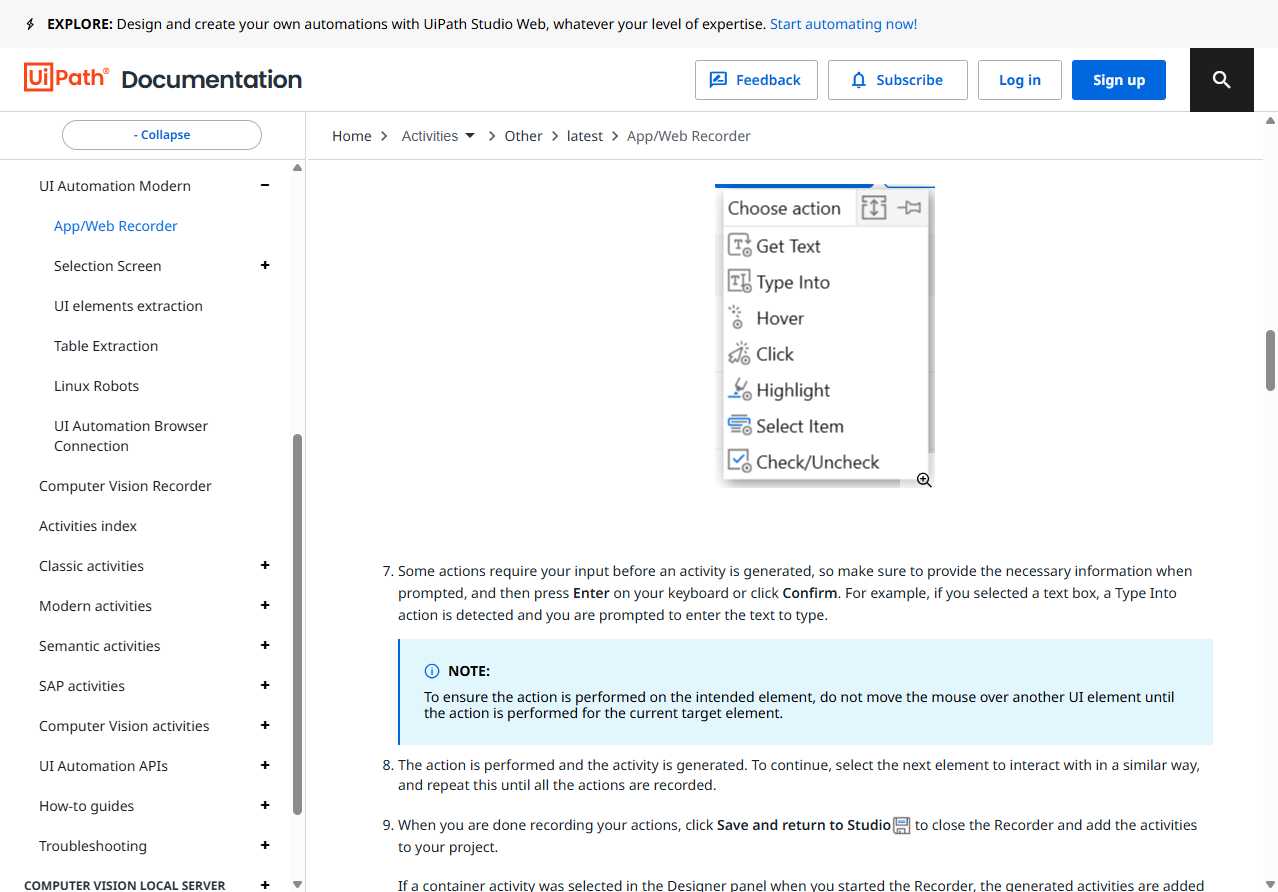 EXPLORE: Design and create your own automations with UiPath Studio Web, whatever your level of expertise. Start automating now!
UiPath® Documentation
Feedback
Subscribe
Log in
Sign up
- Collapse
Home > Activities > Other > latest > App/Web Recorder
UI Automation Modern −
App/Web Recorder
Selection Screen +
UI elements extraction
Table Extraction
Linux Robots
UI Automation Browser
Connection
Computer Vision Recorder
Activities index
Classic activities +
Modern activities +
Semantic activities +
SAP activities +
Computer Vision activities +
UI Automation APIs +
How-to guides +
Troubleshooting +
COMPUTER VISION LOCAL SERVER +
Choose action
Get Text
Type Into
Hover
Click
Highlight
Select Item
Check/Uncheck
7. Some actions require your input before an activity is generated, so make sure to provide the necessary information when
prompted, and then press Enter on your keyboard or click Confirm. For example, if you selected a text box, a Type Into
action is detected and you are prompted to enter the text to type.
NOTE:
To ensure the action is performed on the intended element, do not move the mouse over another UI element until
the action is performed for the current target element.
8. The action is performed and the activity is generated. To continue, select the next element to interact with in a similar way,
and repeat this until all the actions are recorded.
9. When you are done recording your actions, click Save and return to Studio to close the Recorder and add the activities
to your project.
If a container activity was selected in the Designer panel when you started the Recorder, the generated activities are added